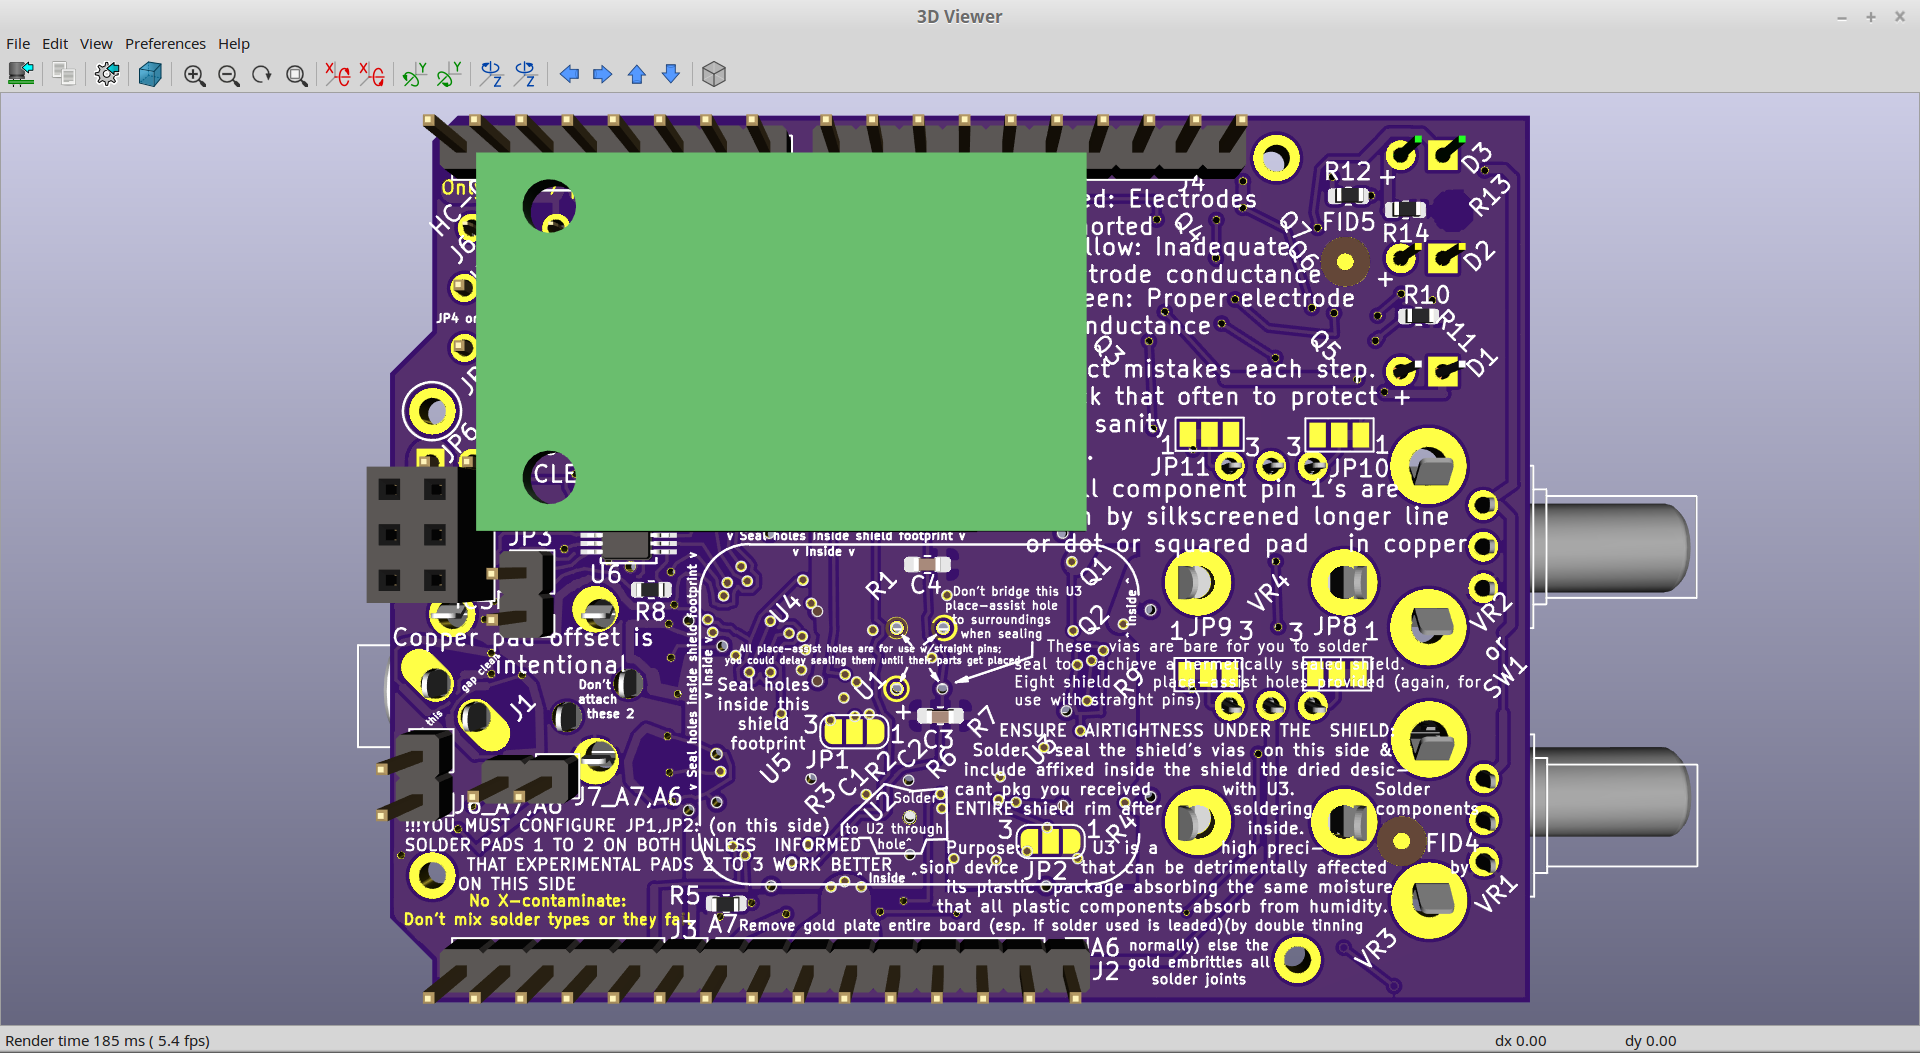 3D Viewer
File Edit View Preferences Help
J4
R12
D3
R13
R14
FID5
+
ed: Electrodes
orted
llow: Inadequate
trode conductance
een: Proper electrode
nductance
Q4
Q7
Q6
D2
+
R10
R11
Q5
Q3
D1
+
ct mistakes each step.
k that often to protect
sanity
HC-
J6
JP4 or
JP6
CLE
1 3 3 1
JP11 JP10
ll component pin 1's are
n by silkscreened longer line
or dot or squared pad in copper
JP3
U6
R8
v Seal holes inside shield footprint v
v Inside v
R1
C4
Q1
Q2
U4
Don't bridge this U3
place-assist hole
to surroundings
when sealing
All place-assist holes are for use w/straight pins;
you could delay sealing them until their parts get placed
Seal holes
inside this
shield
footprint
v Seal holes inside shield footprint v
v Inside v
Inside
VR4
VR2
or
SW1
1 JP9 3 3 JP8 1
These vias are bare for you to solder
seal to achieve a hermetically sealed shield.
Eight shield place-assist holes provided (again, for
use with straight pins)
Copper pad offset is
intentional
gap clean
this
J1
Don't
attach
these 2
U1
R9
+
C3
R7
3 JP1 1
U5
R3
C1
R2
C2
R6
U2
U3
R4
Solder
to U2 through
hole^
3 JP2 1
^ Inside ^
ENSURE AIRTIGHTNESS UNDER THE SHIELD:
Solder seal the shield's vias on this side &
include affixed inside the shield the dried desic-
cant pkg you received with U3. Solder
ENTIRE shield rim after soldering components
inside.
Purpose: U3 is a high preci-
sion device that can be detrimentally affected by
its plastic package absorbing the same moisture
that all plastic components absorb from humidity.
FID4
VR1
VR3
J7_A7,A6
!!!YOU MUST CONFIGURE JP1,JP2: (on this side)
SOLDER PADS 1 TO 2 ON BOTH UNLESS INFORMED
THAT EXPERIMENTAL PADS 2 TO 3 WORK BETTER
ON THIS SIDE
No X-contaminate:
Don't mix solder types or they fail
R5
J3 A7
Remove gold plate entire board (esp. if solder used is leaded)(by double tinning
A6 normally) else the
J2 gold embrittles all
solder joints
Render time 185 ms ( 5.4 fps)
dx 0.00 dy 0.00